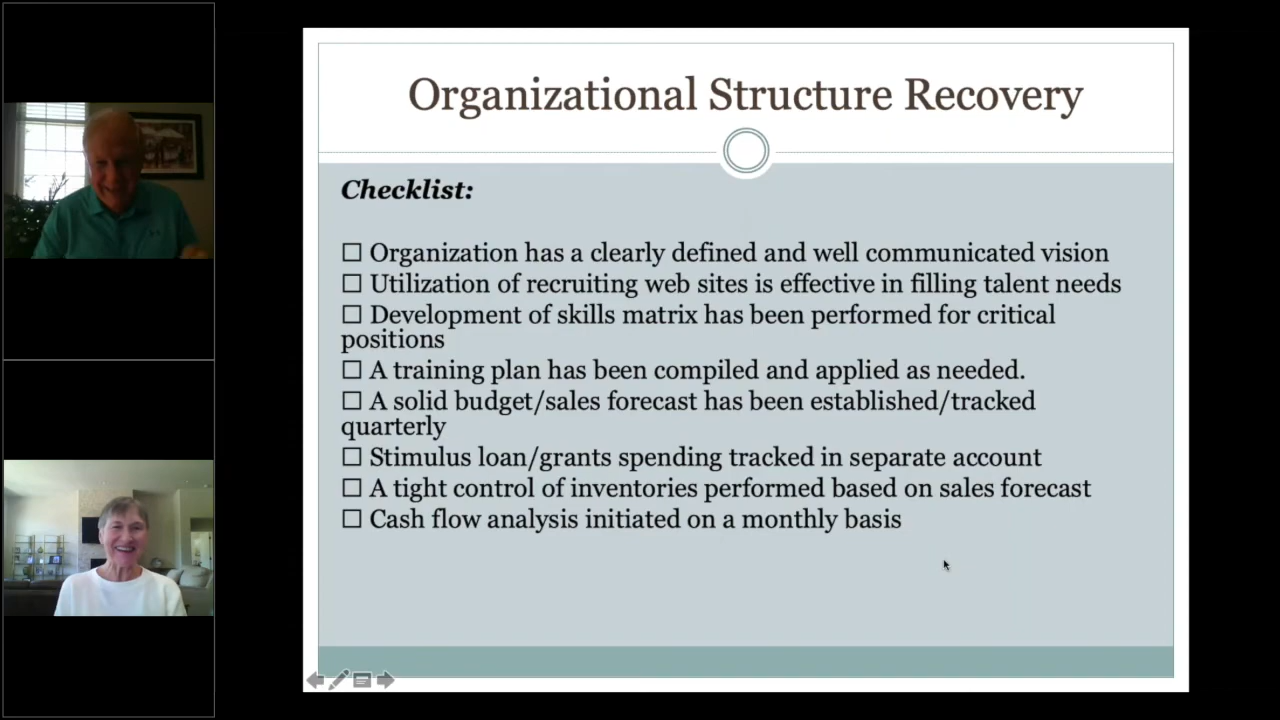 Organizational Structure Recovery
Checklist:
☐ Organization has a clearly defined and well communicated vision
☐ Utilization of recruiting web sites is effective in filling talent needs
☐ Development of skills matrix has been performed for critical
positions
☐ A training plan has been compiled and applied as needed.
☐ A solid budget/sales forecast has been established/tracked
quarterly
☐ Stimulus loan/grants spending tracked in separate account
☐ A tight control of inventories performed based on sales forecast
☐ Cash flow analysis initiated on a monthly basis